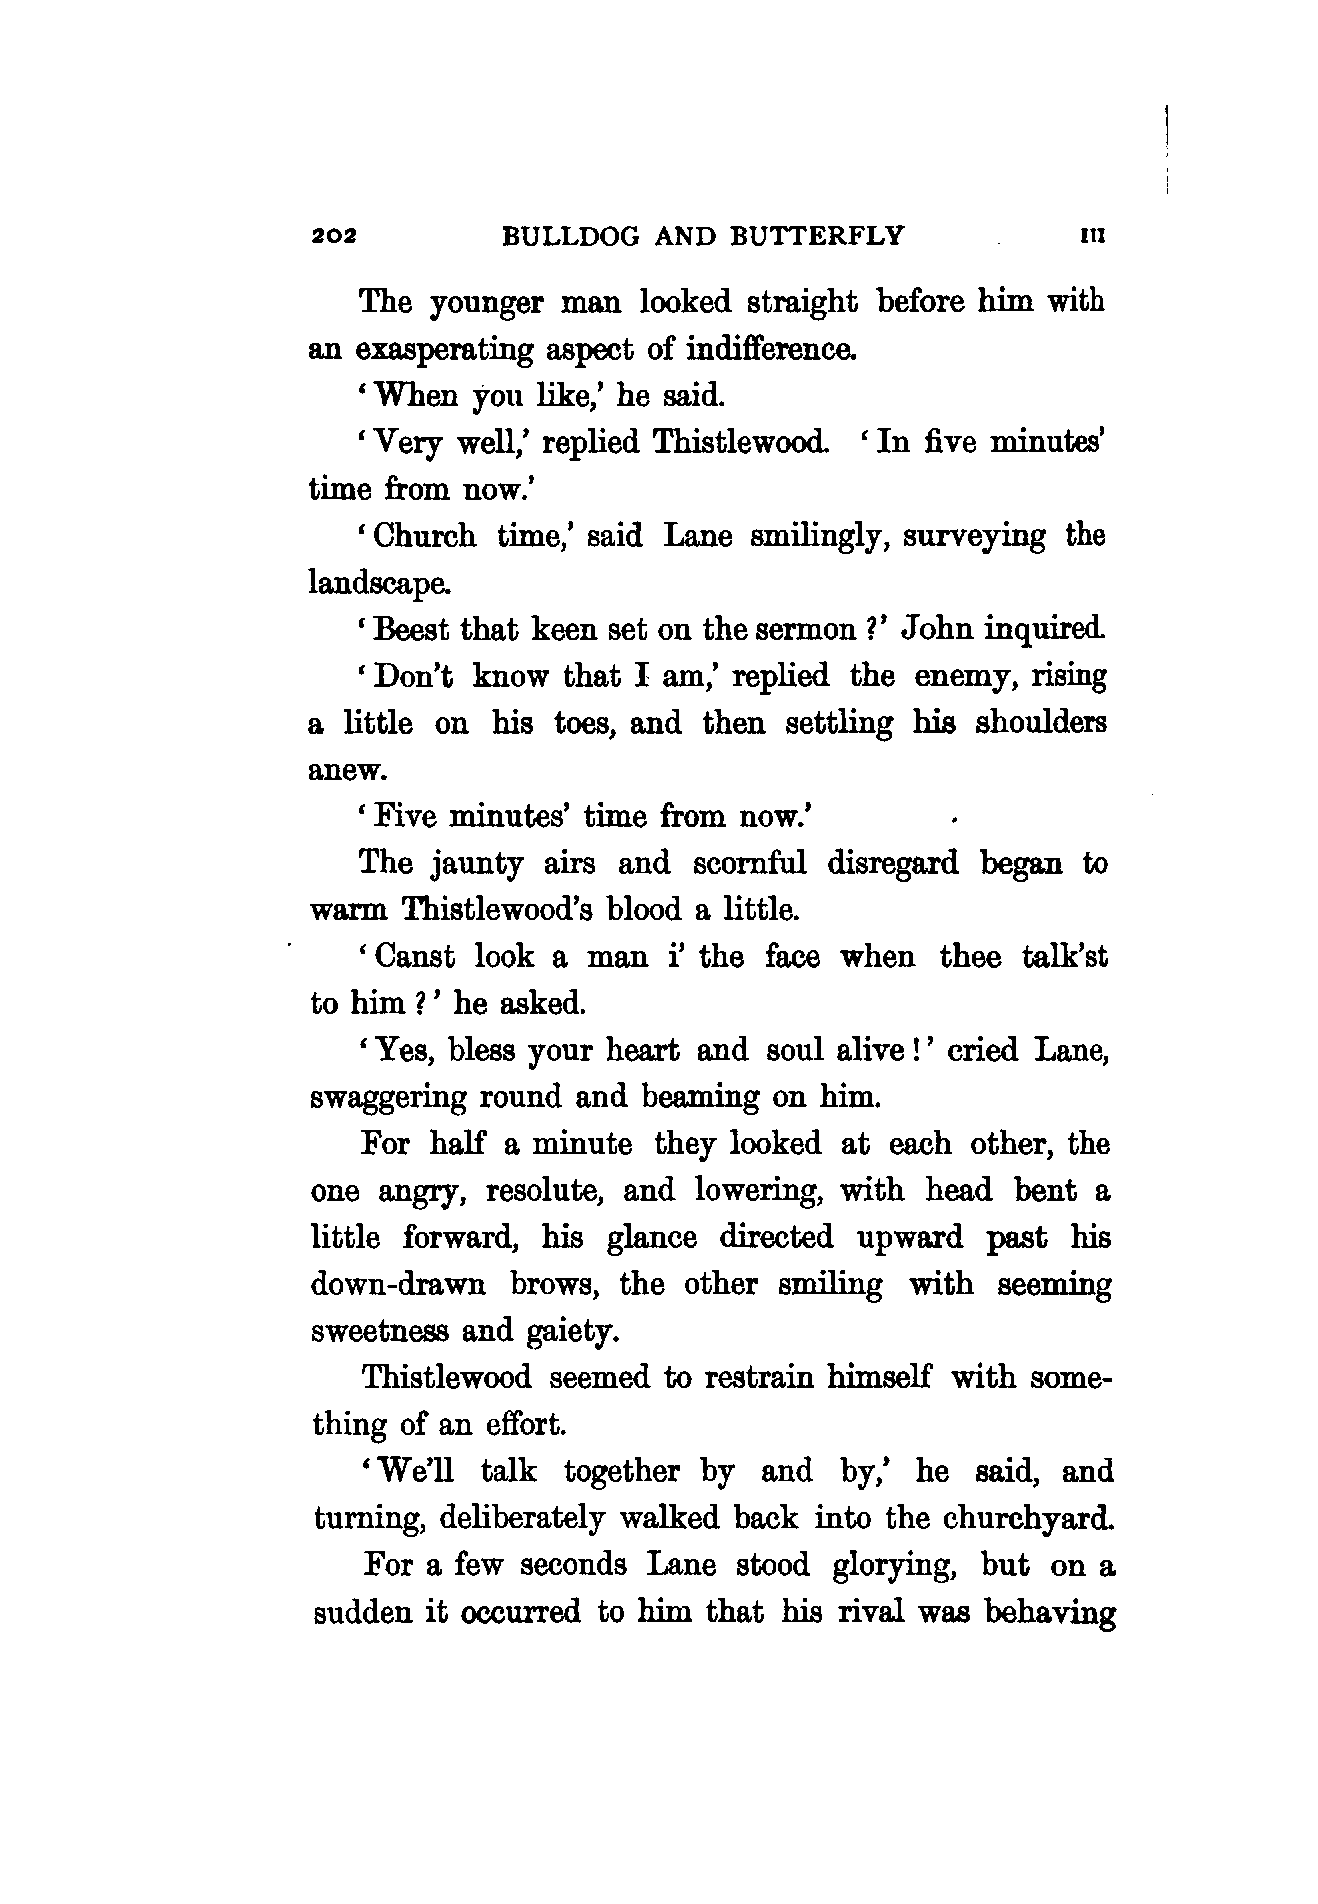 202 BULLDOG AND BUTTERFLY III
The younger man looked straight before him with
an exasperating aspect of indifference.
‘When you like,’ he said.
‘Very well,’ replied Thistlewood. ‘In five minutes’
time from now.’
‘Church time,’ said Lane smilingly, surveying the
landscape.
‘Beest that keen set on the sermon?’ John inquired.
‘Don’t know that I am,’ replied the enemy, rising
a little on his toes, and then settling his shoulders
anew.
‘Five minutes’ time from now.’
The jaunty airs and scornful disregard began to
warm Thistlewood’s blood a little.
‘Canst look a man i’ the face when thee talk’st
to him?’ he asked.
‘Yes, bless your heart and soul alive!’ cried Lane,
swaggering round and beaming on him.
For half a minute they looked at each other, the
one angry, resolute, and lowering, with head bent a
little forward, his glance directed upward past his
down-drawn brows, the other smiling with seeming
sweetness and gaiety.
Thistlewood seemed to restrain himself with some-
thing of an effort.
‘We’ll talk together by and by,’ he said, and
turning, deliberately walked back into the churchyard.
For a few seconds Lane stood glorying, but on a
sudden it occurred to him that his rival was behaving